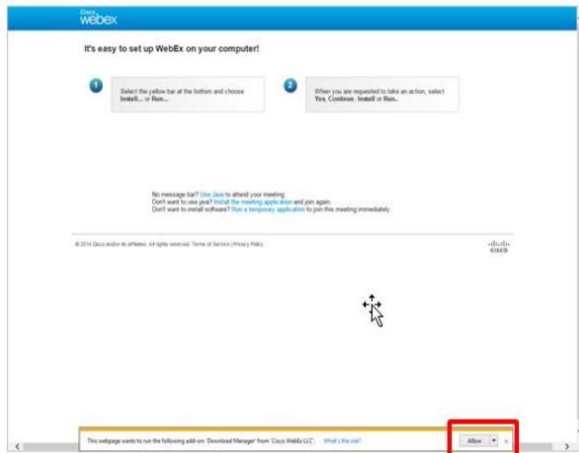 Cisco
webex
It's easy to set up WebEx on your computer!
1
Select the yellow bar at the bottom and choose
Install... or Run...
2
When you are requested to take an action, select
Yes, Continue, Install or Run..
No message bar? Use Java to attend your meeting.
Don't want to use java? Install the meeting application and join again.
Don't want to install software? Run a temporary application to join this meeting immediately.
© 2014 Cisco and/or its affiliates. All rights reserved. Terms of Service | Privacy Policy
CISCO
This webpage wants to run the following add-on: 'Download Manager' from 'Cisco WebEx LLC'. What's the risk?
Allow
x